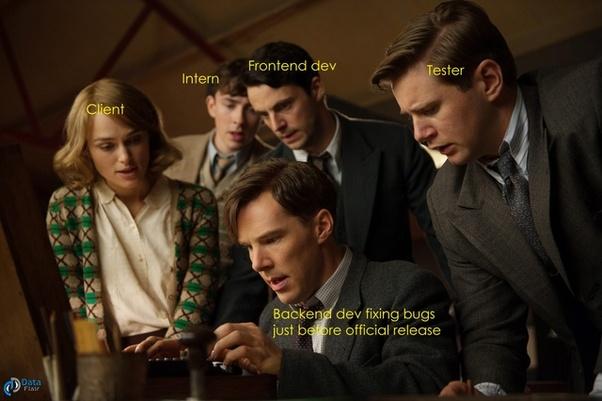 Frontend dev
Intern
Tester
Client
Backend dev fixing bugs
just before official release
Data
Flair